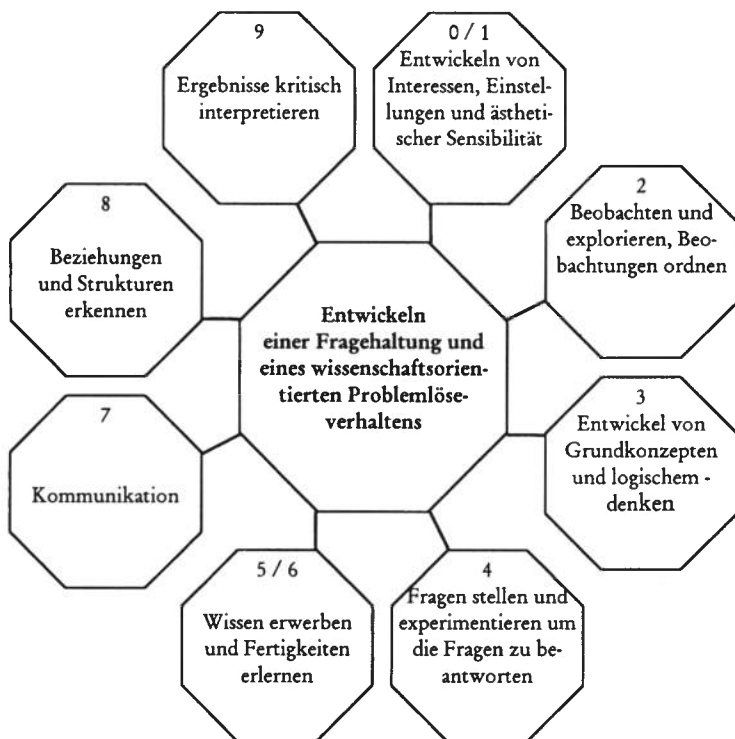 9
Ergebnisse kritisch
interpretieren
0 / 1
Entwickeln von
Interessen, Einstel-
lungen und ästheti-
scher Sensibilität
2
Beobachten und
explorieren, Beo-
bachtungen ordnen
8
Beziehungen
und Strukturen
erkennen
Entwickeln
einer Fragehaltung und
eines wissenschaftsorien-
tierten Problemlöse-
verhaltens
3
Entwickel von
Grundkonzepten
und logischem -
denken
7
Kommunikation
5 / 6
Wissen erwerben
und Fertigkeiten
erlernen
4
Fragen stellen und
experimentieren um
die Fragen zu be-
antworten